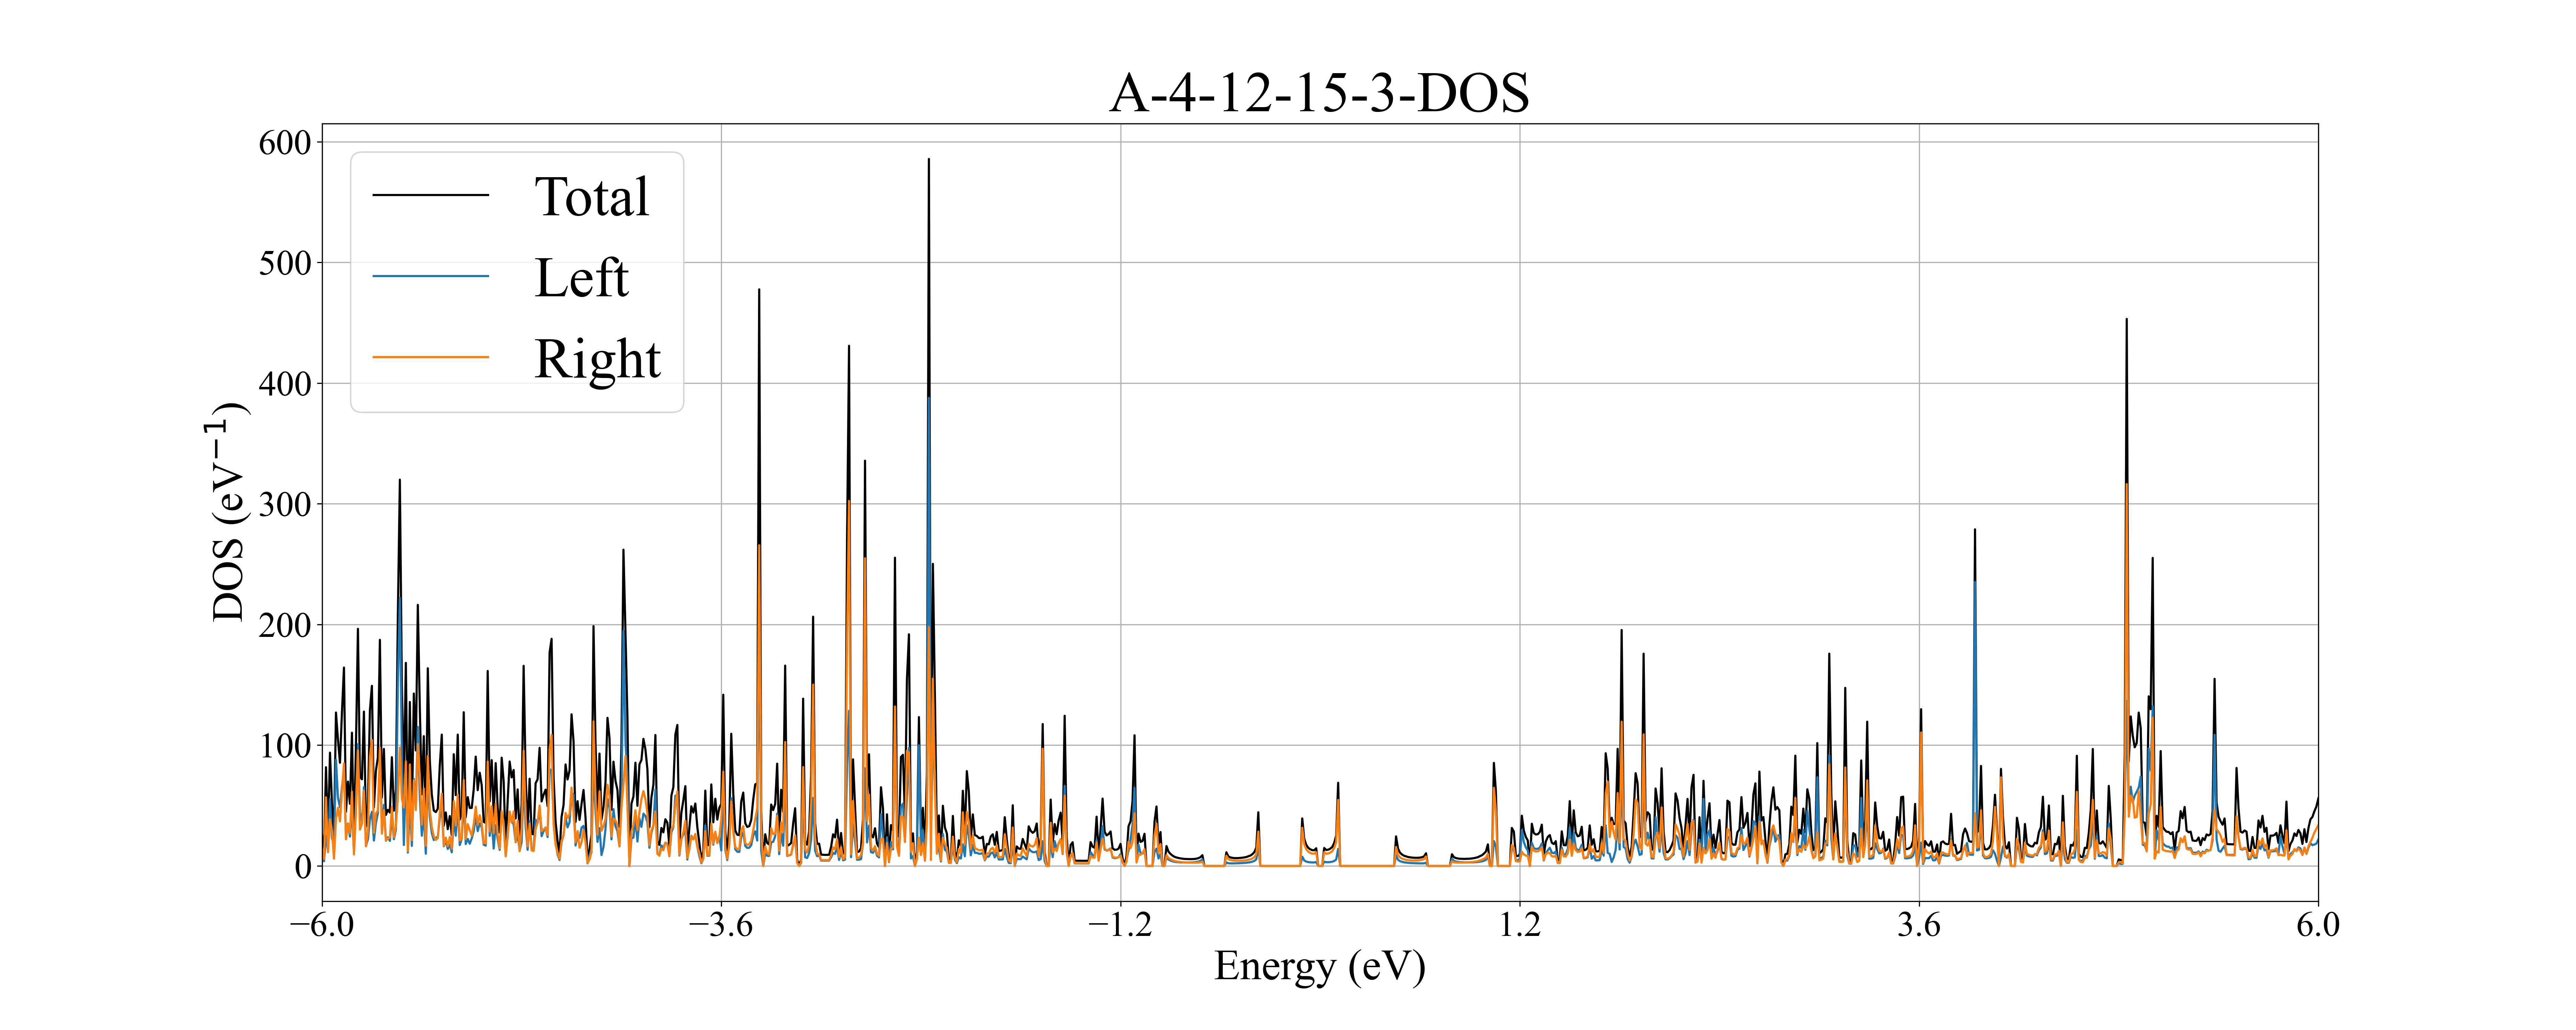 A-4-12-15-3-DOS
600
500
400
300
200
100
0
DOS (eV⁻¹)
Total
Left
Right
−6.0 −3.6 −1.2 1.2 3.6 6.0
Energy (eV)